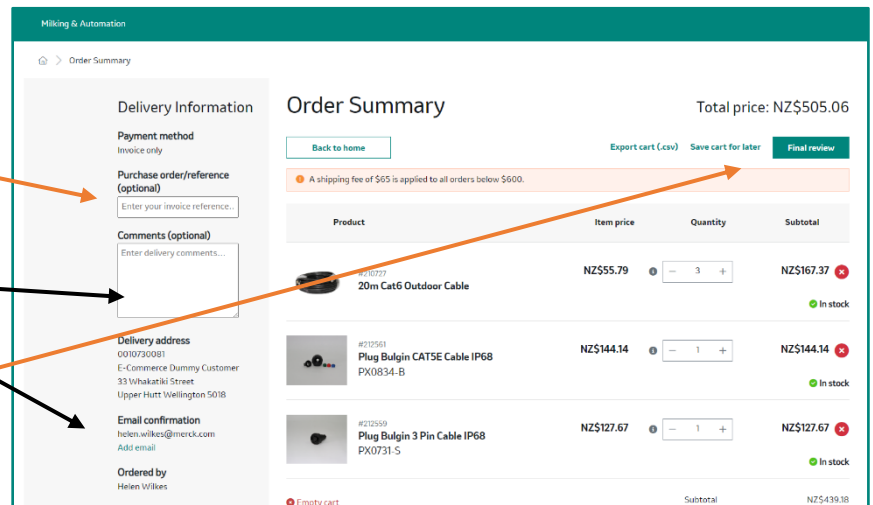 Milking & Automation
Order Summary
Delivery Information
Payment method
Invoice only
Purchase order/reference
(optional)
Enter your invoice reference..
Comments (optional)
Enter delivery comments...
Delivery address
0010730081
E-Commerce Dummy Customer
33 Whakatiki Street
Upper Hutt Wellington 5018
Email confirmation
helen.wilkes@merck.com
Add email
Ordered by
Helen Wilkes
Order Summary
Total price: NZ$505.06
Back to home
Export cart (.csv) Save cart for later Final review
A shipping fee of $65 is applied to all orders below $600.
Product Item price Quantity Subtotal
#210727
20m Cat6 Outdoor Cable
NZ$55.79 3 NZ$167.37
In stock
#212561
Plug Bulgin CAT5E Cable IP68
PX0834-B
NZ$144.14 1 NZ$144.14
In stock
#212559
Plug Bulgin 3 Pin Cable IP68
PX0731-S
NZ$127.67 1 NZ$127.67
In stock
Empty cart
Subtotal NZ$439.18